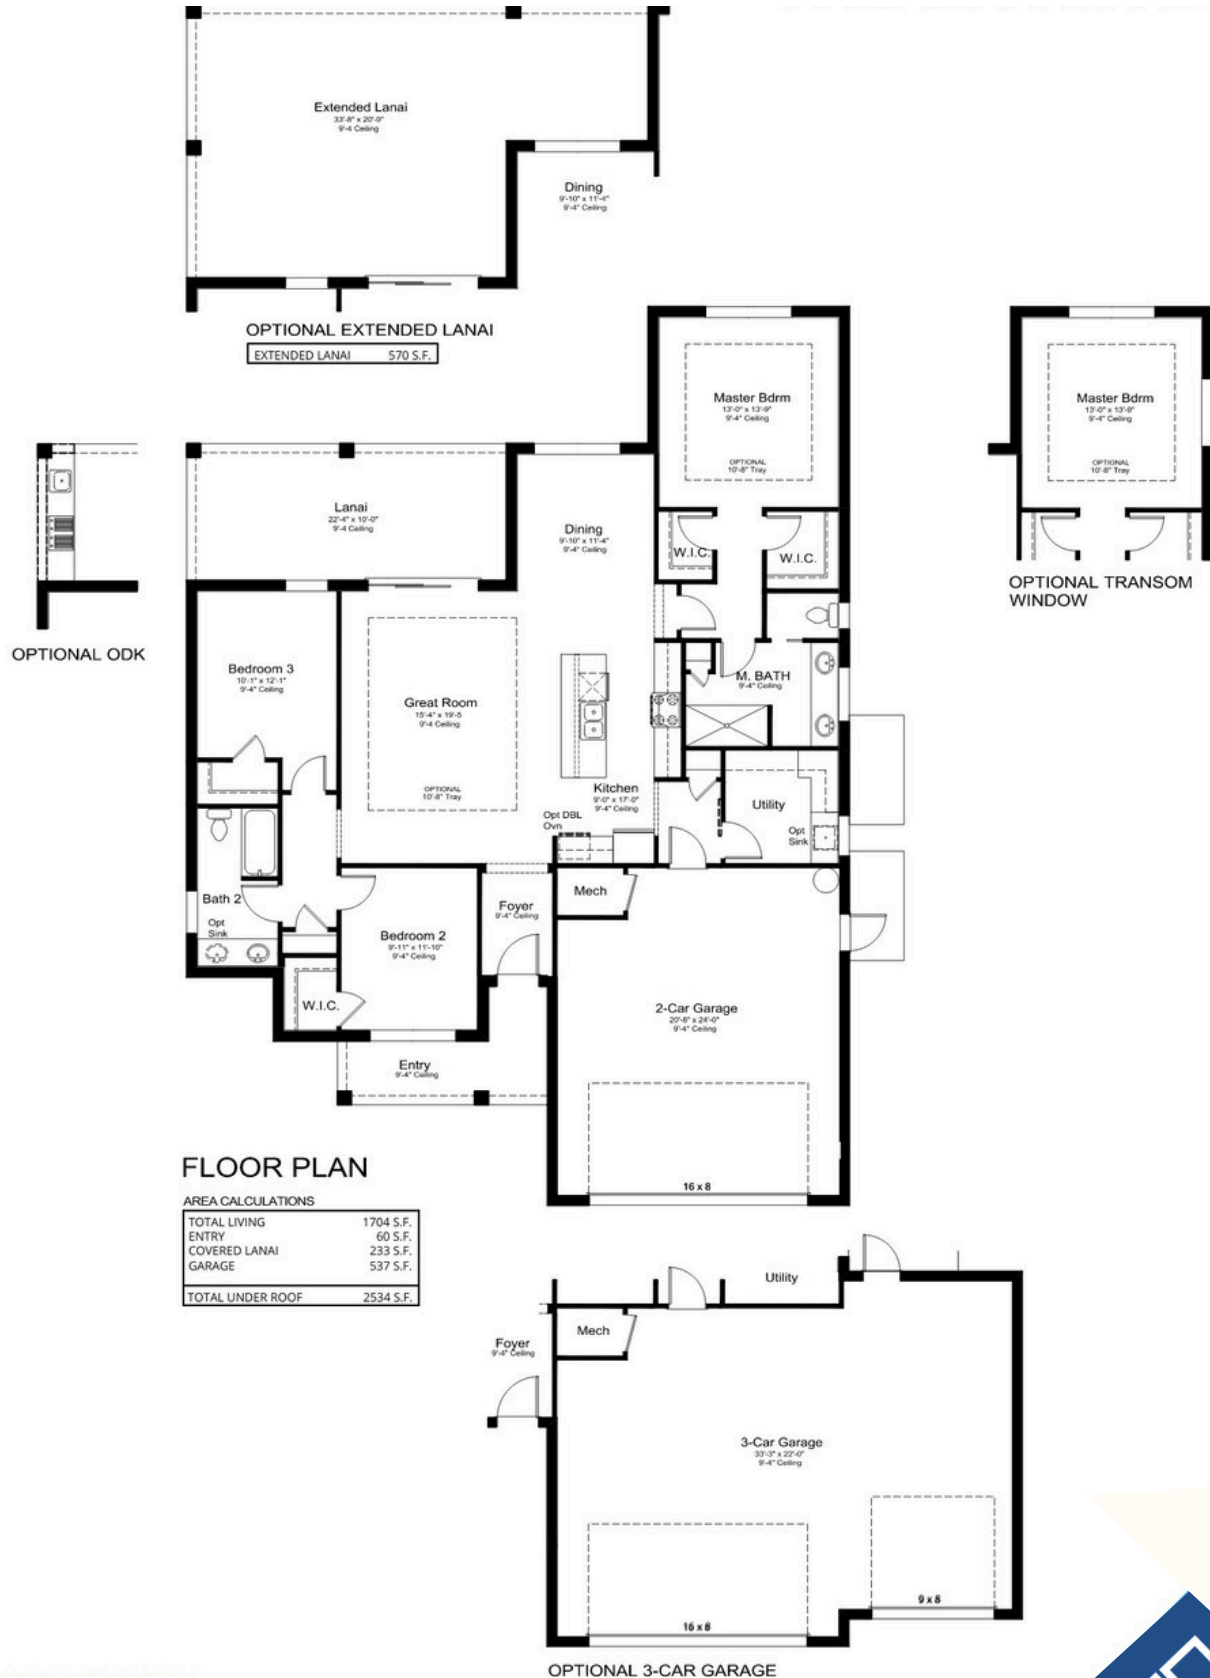 Extended Lanai
33'-8" x 20'-0"
9'-4 Ceiling
Dining
9'-10" x 11'-4"
9'-4" Ceiling
OPTIONAL EXTENDED LANAI
EXTENDED LANAI 570 S.F.
Master Bdrm
13'-0" x 13'-9"
9'-4" Ceiling
OPTIONAL
10'-8" Tray
W.I.C.
W.I.C.
Master Bdrm
13'-0" x 13'-9"
9'-4" Ceiling
OPTIONAL
10'-8" Tray
OPTIONAL TRANSOM
WINDOW
OPTIONAL ODK
Lanai
22'-4" x 10'-0"
9'-4 Ceiling
Dining
9'-10" x 11'-4"
9'-4" Ceiling
Bedroom 3
10'-1" x 12'-1"
9'-4" Ceiling
Great Room
15'-4" x 19'-5
9'-4 Ceiling
OPTIONAL
10'-8" Tray
M. BATH
9'-4" Ceiling
Kitchen
9'-0" x 17'-0"
9'-4" Ceiling
Opt DBL
Ovn
Utility
Opt
Sink
Bath 2
Opt
Sink
Mech
Foyer
9'-4" Ceiling
Bedroom 2
9'-11" x 11'-10"
9'-4" Ceiling
W.I.C.
2-Car Garage
20'-8" x 24'-0"
9'-4" Ceiling
Entry
9'-4" Ceiling
16 x 8
FLOOR PLAN
AREA CALCULATIONS
TOTAL LIVING 1704 S.F.
ENTRY 60 S.F.
COVERED LANAI 233 S.F.
GARAGE 537 S.F.
TOTAL UNDER ROOF 2534 S.F.
Utility
Mech
Foyer
9'-4" Ceiling
3-Car Garage
33'-3" x 22'-0"
9'-4" Ceiling
9 x 8
16 x 8
OPTIONAL 3-CAR GARAGE